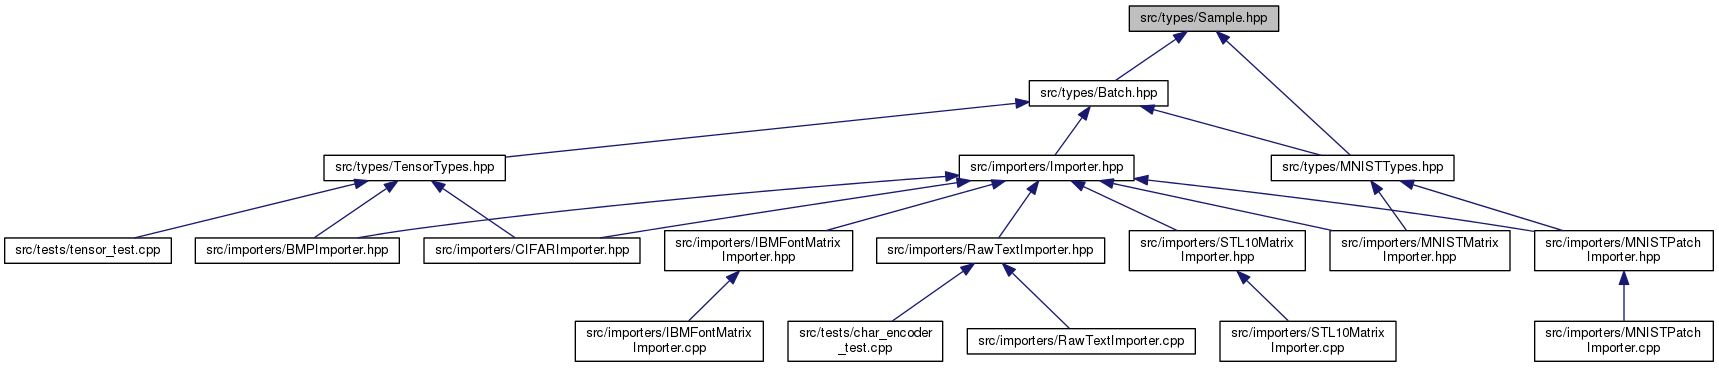 src/types/Sample.hpp
src/types/Batch.hpp
src/types/TensorTypes.hpp
src/importers/Importer.hpp
src/types/MNISTTypes.hpp
src/tests/tensor_test.cpp
src/importers/BMPImporter.hpp
src/importers/CIFARImporter.hpp
src/importers/IBMFontMatrix
Importer.hpp
src/importers/RawTextImporter.hpp
src/importers/STL10Matrix
Importer.hpp
src/importers/MNISTMatrix
Importer.hpp
src/importers/MNISTPatch
Importer.hpp
src/importers/IBMFontMatrix
Importer.cpp
src/tests/char_encoder
_test.cpp
src/importers/RawTextImporter.cpp
src/importers/STL10Matrix
Importer.cpp
src/importers/MNISTPatch
Importer.cpp